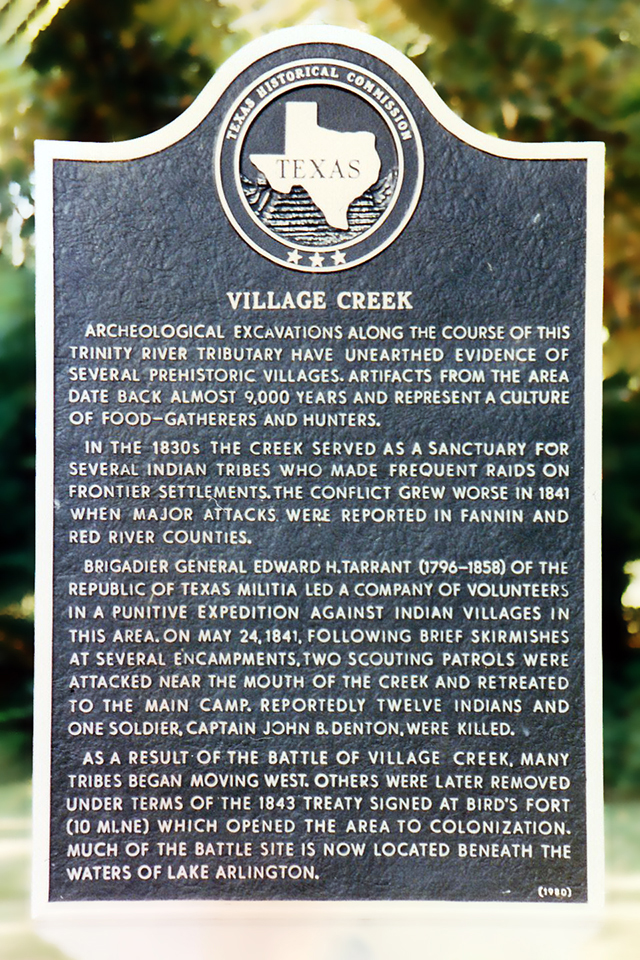 TEXAS HISTORICAL COMMISSION
TEXAS
VILLAGE CREEK
ARCHEOLOGICAL EXCAVATIONS ALONG THE COURSE OF THIS
TRINITY RIVER TRIBUTARY HAVE UNEARTHED EVIDENCE OF
SEVERAL PREHISTORIC VILLAGES. ARTIFACTS FROM THE AREA
DATE BACK ALMOST 9,000 YEARS AND REPRESENT A CULTURE
OF FOOD-GATHERERS AND HUNTERS.
IN THE 1830s THE CREEK SERVED AS A SANCTUARY FOR
SEVERAL INDIAN TRIBES WHO MADE FREQUENT RAIDS ON
FRONTIER SETTLEMENTS. THE CONFLICT GREW WORSE IN 1841
WHEN MAJOR ATTACKS WERE REPORTED IN FANNIN AND
RED RIVER COUNTIES.
BRIGADIER GENERAL EDWARD H. TARRANT (1796-1858) OF THE
REPUBLIC OF TEXAS MILITIA LED A COMPANY OF VOLUNTEERS
IN A PUNITIVE EXPEDITION AGAINST INDIAN VILLAGES IN
THIS AREA. ON MAY 24, 1841, FOLLOWING BRIEF SKIRMISHES
AT SEVERAL ENCAMPMENTS, TWO SCOUTING PATROLS WERE
ATTACKED NEAR THE MOUTH OF THE CREEK AND RETREATED
TO THE MAIN CAMP. REPORTEDLY TWELVE INDIANS AND
ONE SOLDIER, CAPTAIN JOHN B. DENTON, WERE KILLED.
AS A RESULT OF THE BATTLE OF VILLAGE CREEK, MANY
TRIBES BEGAN MOVING WEST. OTHERS WERE LATER REMOVED
UNDER TERMS OF THE 1843 TREATY SIGNED AT BIRD'S FORT
(10 MI. NE) WHICH OPENED THE AREA TO COLONIZATION.
MUCH OF THE BATTLE SITE IS NOW LOCATED BENEATH THE
WATERS OF LAKE ARLINGTON.
(1980)